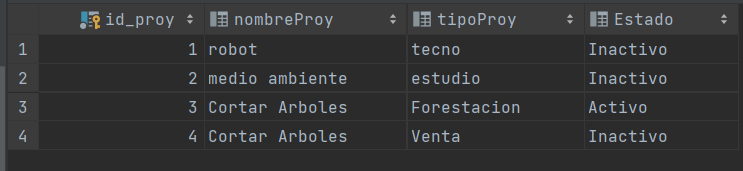 id_proy nombreProy tipoProy Estado
1 1 robot tecno Inactivo
2 2 medio ambiente estudio Inactivo
3 3 Cortar Arboles Forestacion Activo
4 4 Cortar Arboles Venta Inactivo